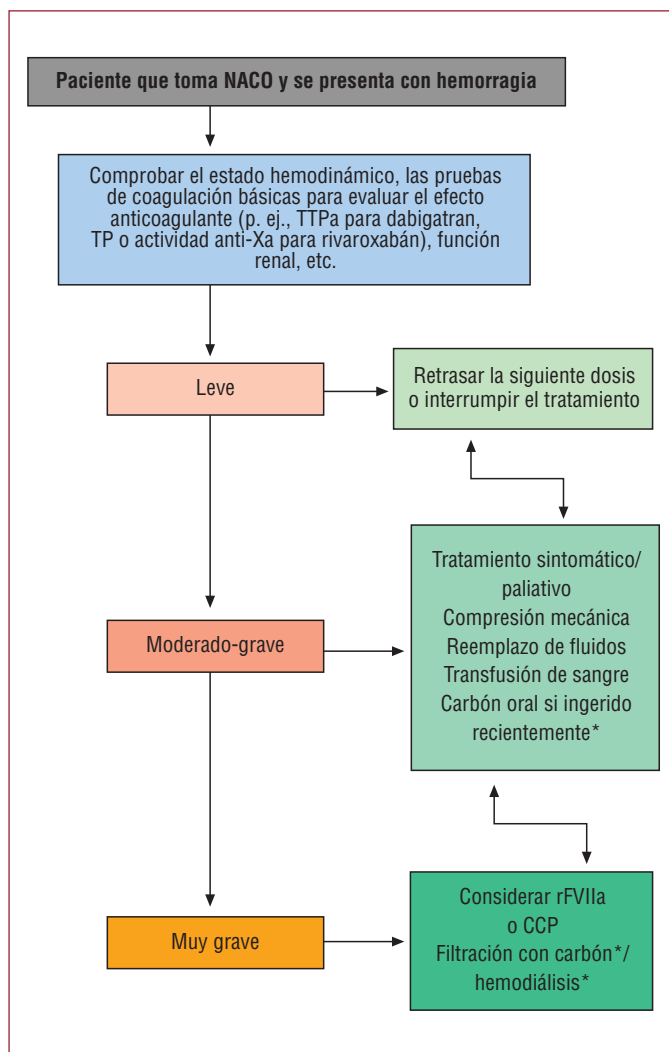 Paciente que toma NACO y se presenta con hemorragia
Comprobar el estado hemodinámico, las pruebas
de coagulación básicas para evaluar el efecto
anticoagulante (p. ej., TTPa para dabigatran,
TP o actividad anti-Xa para rivaroxabán), función
renal, etc.
Leve
Retrasar la siguiente dosis
o interrumpir el tratamiento
Moderado-grave
Tratamiento sintomático/
paliativo
Compresión mecánica
Reemplazo de fluidos
Transfusión de sangre
Carbón oral si ingerido
recientemente*
Muy grave
Considerar rFVIIa
o CCP
Filtración con carbón*/
hemodiálisis*